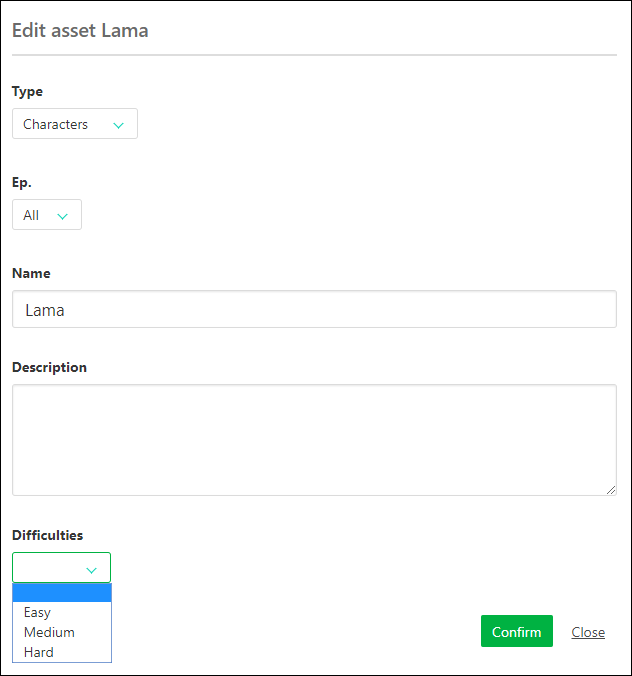 Edit asset Lama
Type
Characters
Ep.
All
Name
Lama
Description
Difficulties
Easy
Medium
Hard
Confirm Close